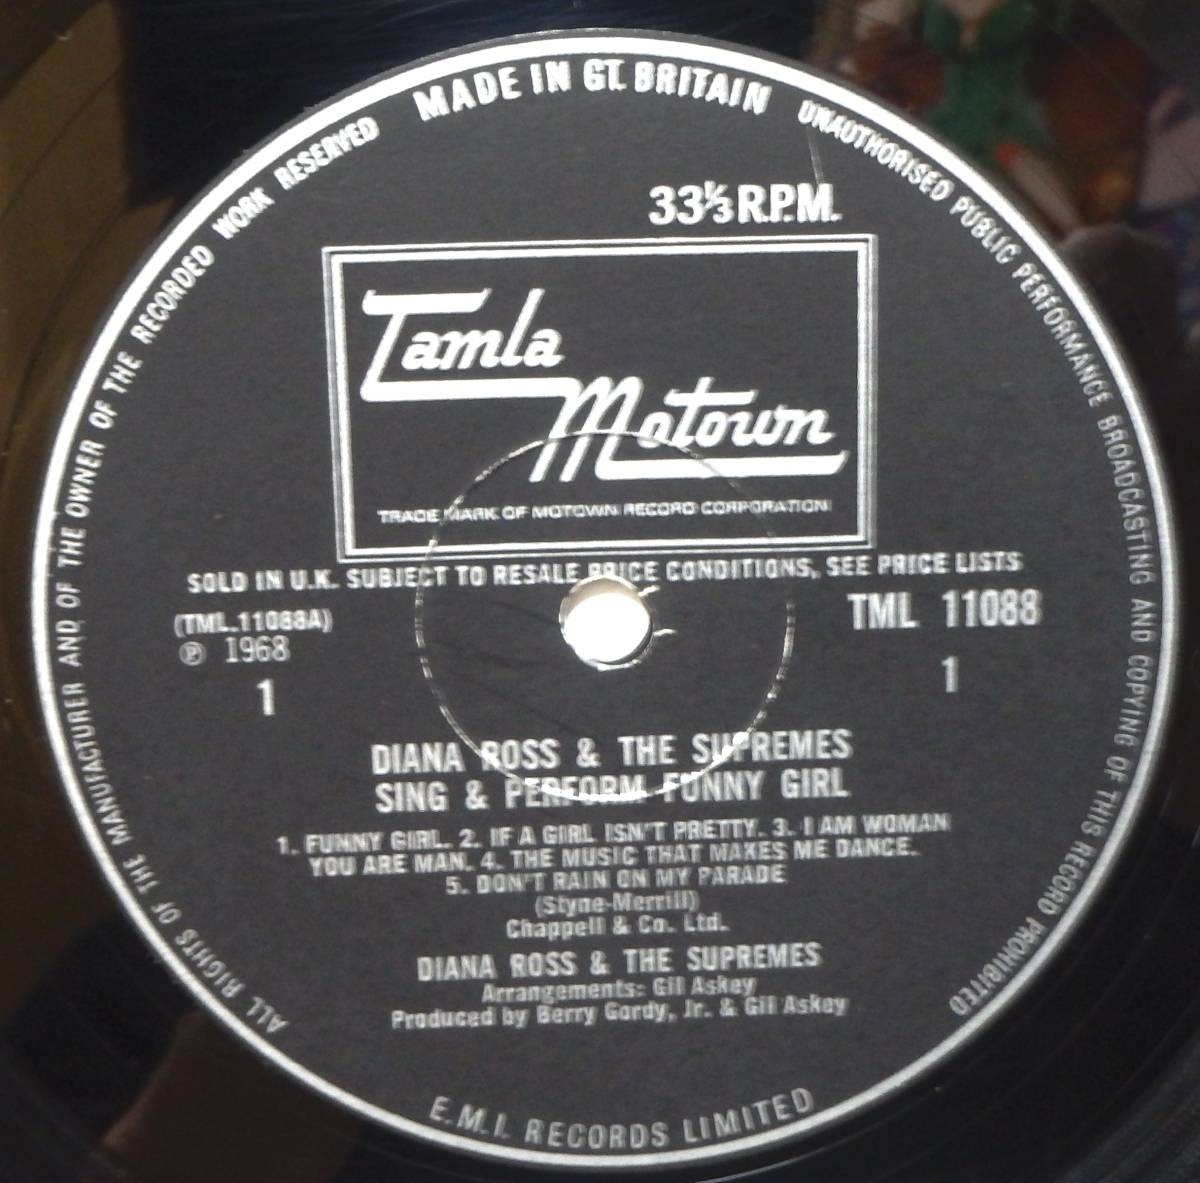 MADE IN GT. BRITAIN
UNAUTHORISED PUBLIC PERFORMANCE BROADCASTING AND COPYING OF THIS RECORD PROHIBITED
ALL RIGHTS OF THE MANUFACTURER AND OF THE OWNER OF THE RECORDED WORK RESERVED
33⅓ R.P.M.
Tamla
Motown
TRADE MARK OF MOTOWN RECORD CORPORATION
SOLD IN U.K. SUBJECT TO RESALE PRICE CONDITIONS, SEE PRICE LISTS
(TML.11088A)
℗ 1968
1
TML 11088
1
DIANA ROSS & THE SUPREMES
SING & PERFORM FUNNY GIRL
1. FUNNY GIRL. 2. IF A GIRL ISN'T PRETTY. 3. I AM WOMAN
YOU ARE MAN. 4. THE MUSIC THAT MAKES ME DANCE.
5. DON'T RAIN ON MY PARADE
(Styne-Merrill)
Chappell & Co. Ltd.
DIANA ROSS & THE SUPREMES
Arrangements: Gil Askey
Produced by Berry Gordy, Jr. & Gil Askey
E.M.I. RECORDS LIMITED